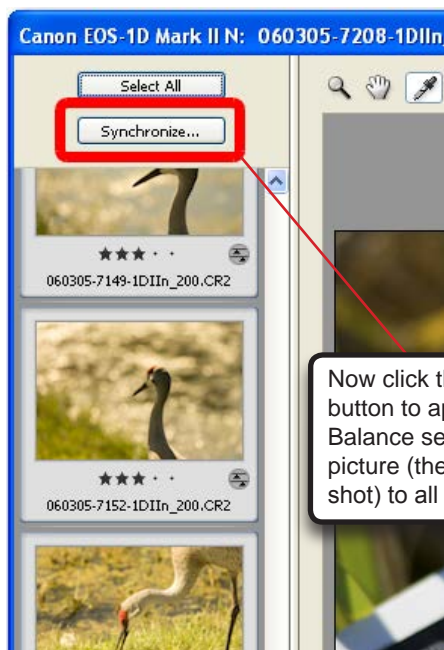 Canon EOS-1D Mark II N: 060305-7208-1DIIn
Select All
Synchronize...
060305-7149-1DIIn_200.CR2
Now click th
button to ap
Balance se
picture (the
shot) to all
060305-7152-1DIIn_200.CR2